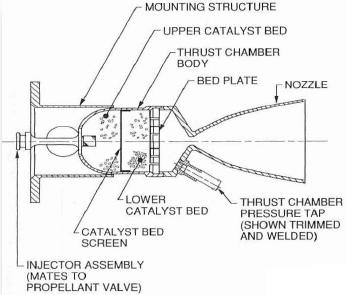 MOUNTING STRUCTURE
UPPER CATALYST BED
THRUST CHAMBER
BODY
BED PLATE
NOZZLE
LOWER
CATALYST BED
CATALYST BED
SCREEN
THRUST CHAMBER
PRESSURE TAP
(SHOWN TRIMMED
AND WELDED)
INJECTOR ASSEMBLY
(MATES TO
PROPELLANT VALVE)